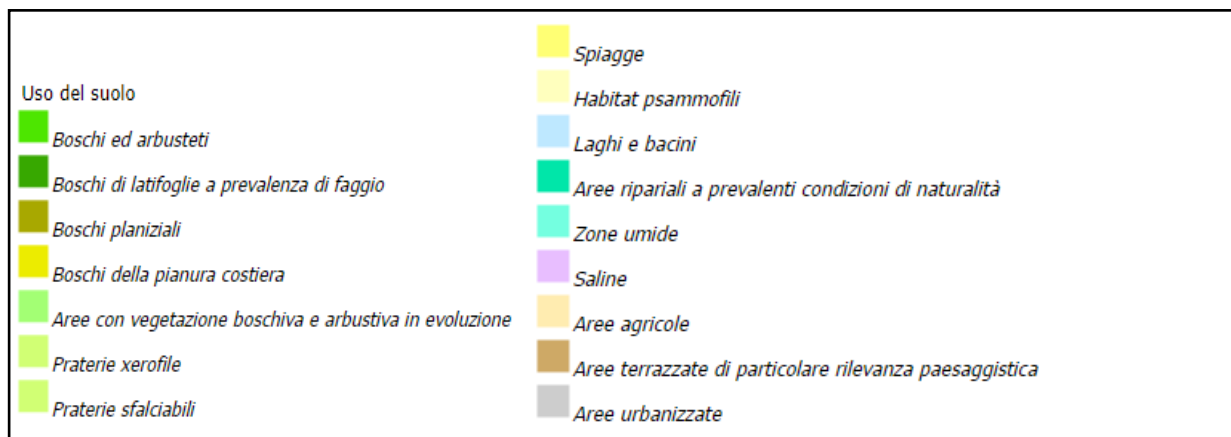 Uso del suolo
Boschi ed arbusteti
Boschi di latifoglie a prevalenza di faggio
Boschi planiziali
Boschi della pianura costiera
Aree con vegetazione boschiva e arbustiva in evoluzione
Praterie xerofile
Praterie sfalciabili
Spiagge
Habitat psammofili
Laghi e bacini
Aree ripariali a prevalenti condizioni di naturalità
Zone umide
Saline
Aree agricole
Aree terrazzate di particolare rilevanza paesaggistica
Aree urbanizzate